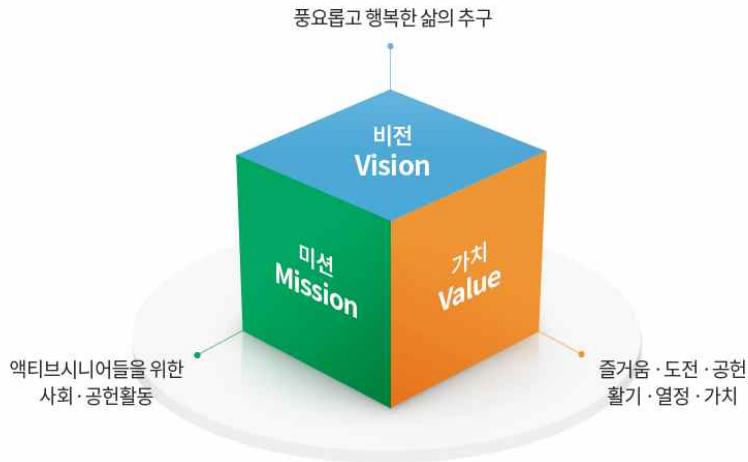 풍요롭고 행복한 삶의 추구
비전
Vision
미션
Mission
가치
Value
액티브시니어들을 위한
사회·공헌활동
즐거움·도전·공헌
활기·열정·가치